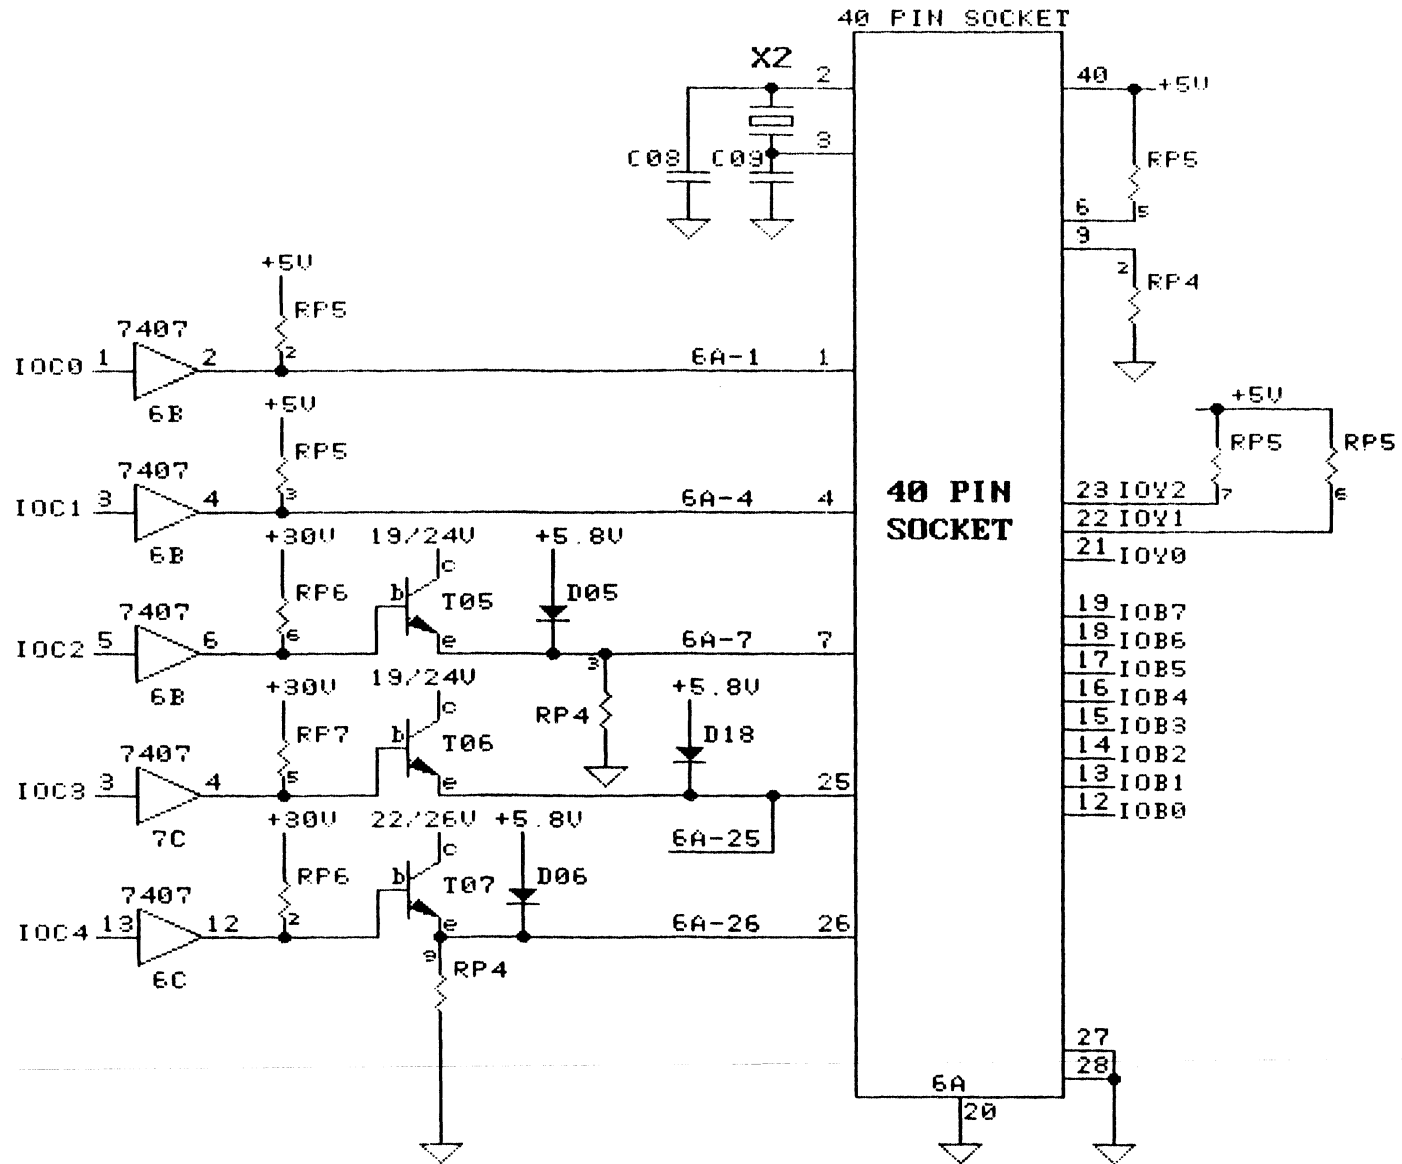 40 PIN SOCKET
X2
2
40
+5V
3
C08
C09
RP5
6
5
9
2
RP4
+5V
RP5
7407
2
IOC0
1
2
6A-1
1
6B
+5V
+5V
RP5
RP5
RP5
7407
3
IOC1
3
4
6A-4
4
40 PIN
SOCKET
23
IOY2
7
6
22
IOY1
6B
21
IOY0
+30V
19/24V
+5.8V
c
RP6
b
T05
D05
7407
6
e
IOC2
5
6
3
6A-7
7
6B
19
IOB7
18
IOB6
17
IOB5
16
IOB4
15
IOB3
14
IOB2
13
IOB1
12
IOB0
+30V
19/24V
+5.8V
c
RP4
RP7
b
T06
D18
7407
5
e
IOC3
3
4
25
7C
6A-25
+30V
22/26V
+5.8V
c
RP6
b
T07
D06
7407
2
e
IOC4
13
12
6A-26
26
6C
9
RP4
27
28
6A
20